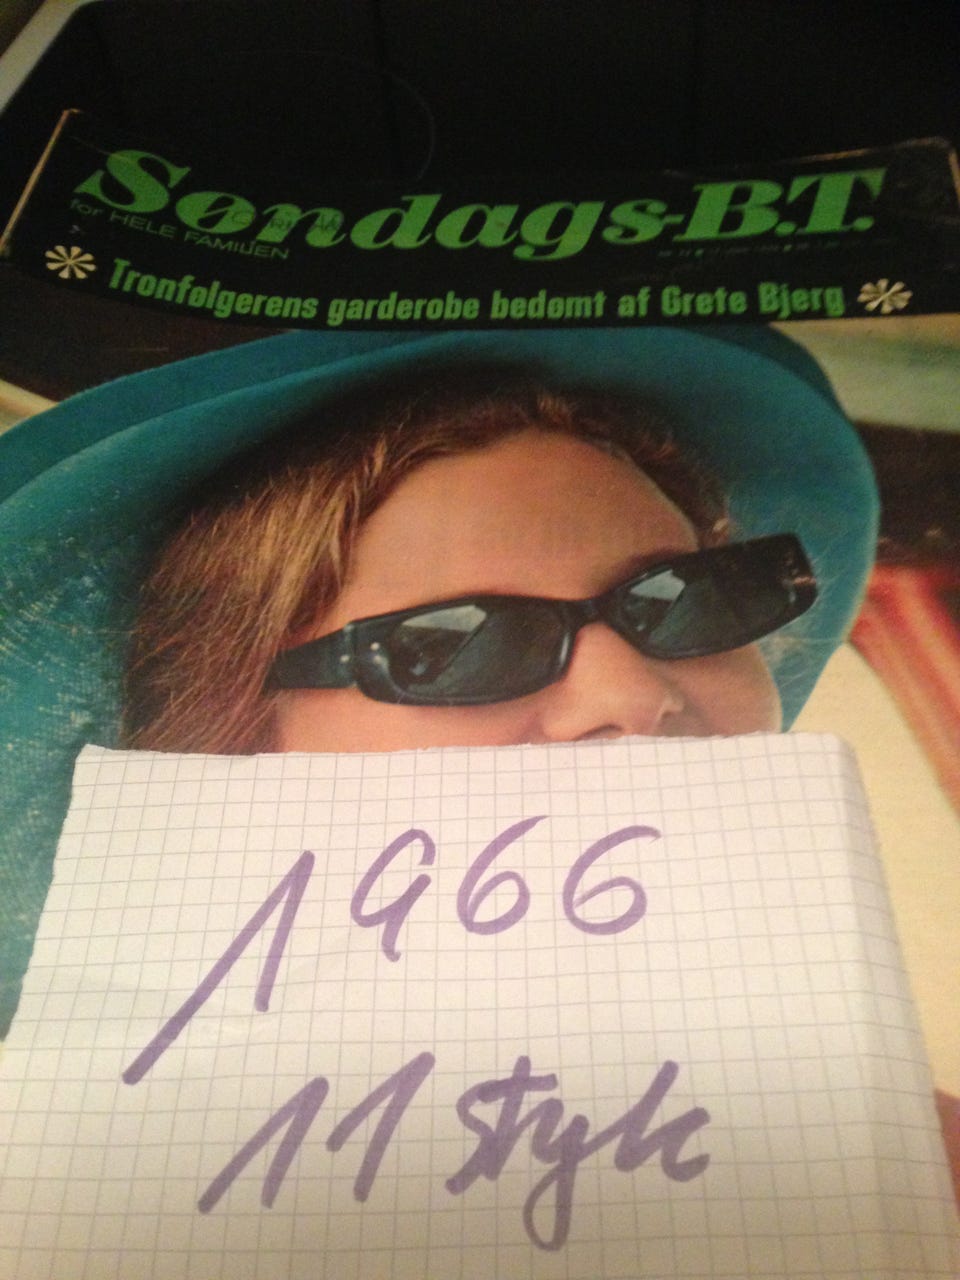 Søndags-B.T.
for HELE FAMILIEN
Tronfølgerens garderobe bedømt af Grete Bjerg
1966
11 styk